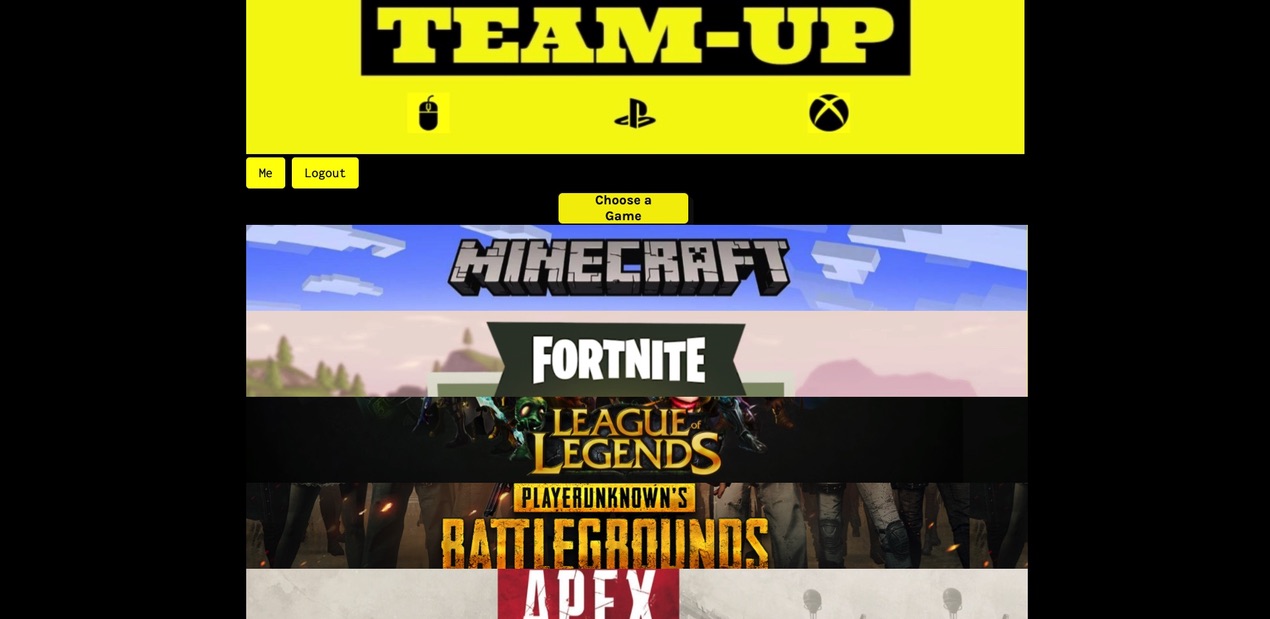 TEAM-UP
Me
Logout
Choose a
Game
MINECRAFT
FORTNITE
LEAGUE of
LEGENDS
PLAYERUNKNOWN'S
BATTLEGROUNDS
APEX